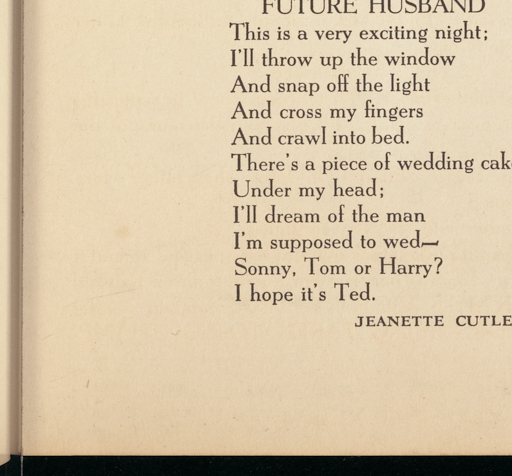 FUTURE HUSBAND
This is a very exciting night;
I'll throw up the window
And snap off the light
And cross my fingers
And crawl into bed.
There's a piece of wedding cak
Under my head;
I'll dream of the man
I'm supposed to wed—
Sonny, Tom or Harry?
I hope it's Ted.
JEANETTE CUTLE